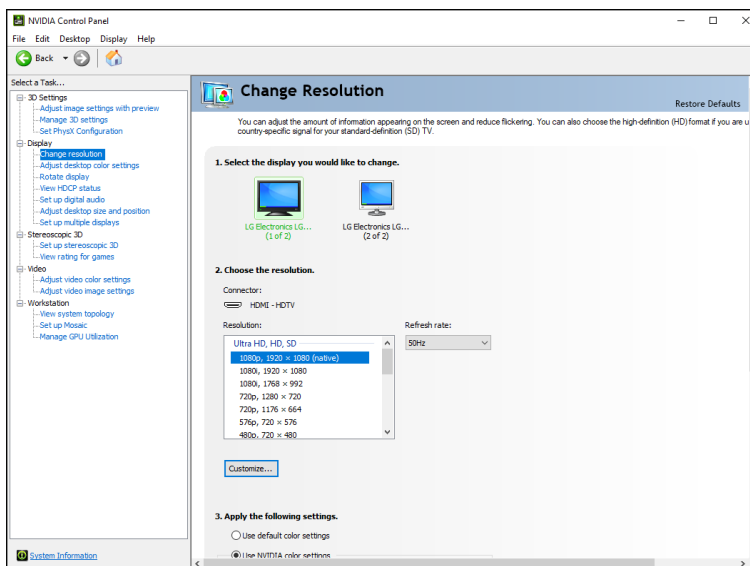 NVIDIA Control Panel
File Edit Desktop Display Help
Back
Select a Task...
3D Settings
Adjust image settings with preview
Manage 3D settings
Set PhysX Configuration
Display
Change resolution
Adjust desktop color settings
Rotate display
View HDCP status
Set up digital audio
Adjust desktop size and position
Set up multiple displays
Stereoscopic 3D
Set up stereoscopic 3D
View rating for games
Video
Adjust video color settings
Adjust video image settings
Workstation
View system topology
Set up Mosaic
Manage GPU Utilization
System Information
Change Resolution
Restore Defaults
You can adjust the amount of information appearing on the screen and reduce flickering. You can also choose the high-definition (HD) format if you are u
country-specific signal for your standard-definition (SD) TV.
1. Select the display you would like to change.
LG Electronics LG...
(1 of 2)
LG Electronics LG...
(2 of 2)
2. Choose the resolution.
Connector:
HDMI - HDTV
Resolution:
Refresh rate:
Ultra HD, HD, SD
50Hz
1080p, 1920 × 1080 (native)
1080i, 1920 × 1080
1080i, 1768 × 992
720p, 1280 × 720
720p, 1176 × 664
576p, 720 × 576
480p, 720 × 480
Customize...
3. Apply the following settings.
Use default color settings
Use NVIDIA color settings